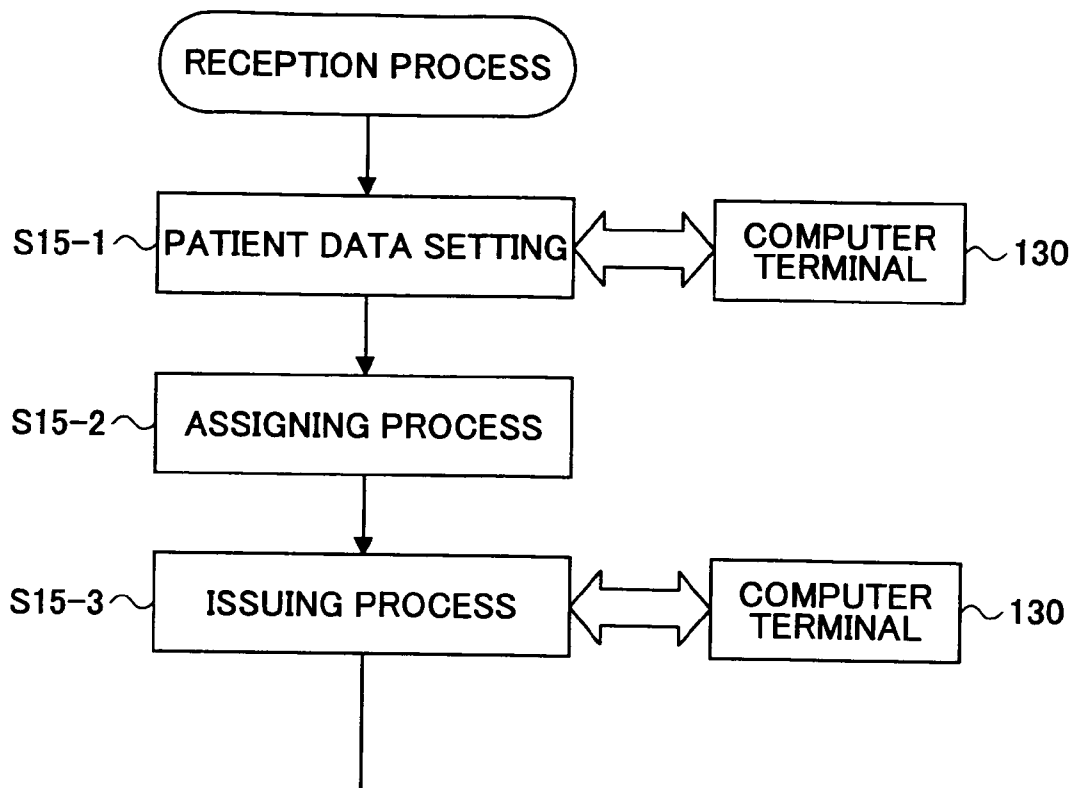 RECEPTION PROCESS
S15-1
PATIENT DATA SETTING
COMPUTER
TERMINAL
130
S15-2
ASSIGNING PROCESS
S15-3
ISSUING PROCESS
COMPUTER
TERMINAL
130